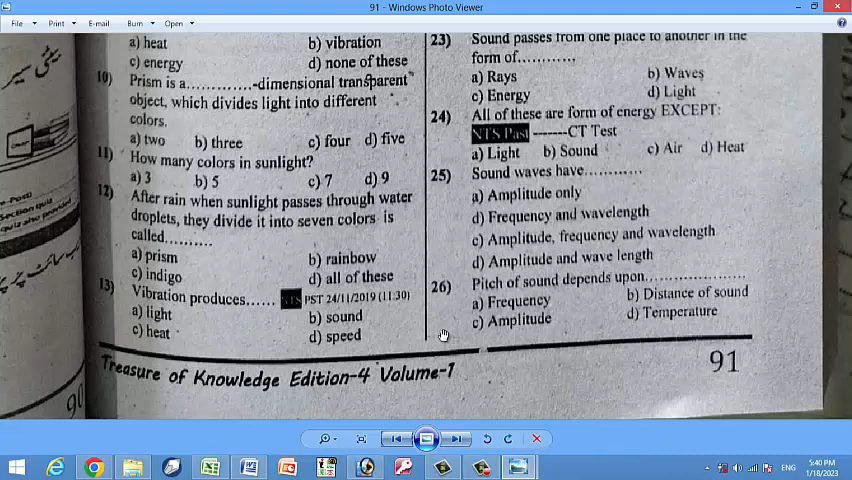 91 - Windows Photo Viewer
File Print E-mail Burn Open
a) heat b) vibration
c) energy d) none of these
10) Prism is a.............-dimensional transparent
object, which divides light into different
colors.
a) two b) three c) four d) five
11) How many colors in sunlight?
a) 3 b) 5 c) 7 d) 9
12) After rain when sunlight passes through water
droplets, they divide it into seven colors is
called..........
a) prism b) rainbow
c) indigo d) all of these
13) Vibration produces...... NTS PST 24/11/2019 (11:30)
a) light b) sound
c) heat d) speed
23) Sound passes from one place to another in the
form of............
a) Rays b) Waves
c) Energy d) Light
24) All of these are form of energy EXCEPT:
NTS Past -------CT Test
a) Light b) Sound c) Air d) Heat
25) Sound waves have............
a) Amplitude only
d) Frequency and wavelength
c) Amplitude, frequency and wavelength
d) Amplitude and wave length
26) Pitch of sound depends upon.....................
a) Frequency b) Distance of sound
c) Amplitude d) Temperature
Treasure of Knowledge Edition-4 Volume-1
91
90
Section quiz
quiz also provided
ENG
5:40 PM
1/18/2023